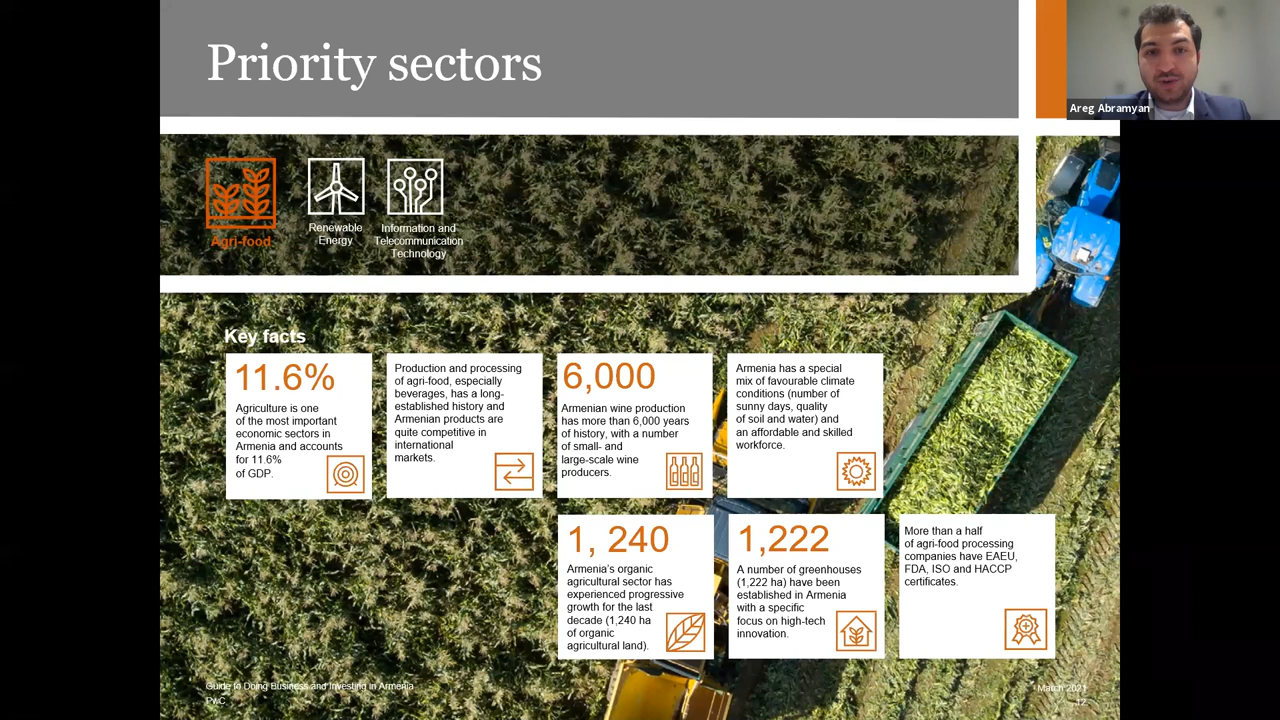 Priority sectors
Areg Abramyan
Agri-food
Renewable
Energy
Information and
Telecommunication
Technology
Key facts
11.6%
Agriculture is one
of the most important
economic sectors in
Armenia and accounts
for 11.6%
of GDP.
Production and processing
of agri-food, especially
beverages, has a long-
established history and
Armenian products are
quite competitive in
international
markets.
6,000
Armenian wine production
has more than 6,000 years
of history, with a number
of small- and
large-scale wine
producers.
Armenia has a special
mix of favourable climate
conditions (number of
sunny days, quality
of soil and water) and
an affordable and skilled
workforce.
1, 240
Armenia's organic
agricultural sector has
experienced progressive
growth for the last
decade (1,240 ha
of organic
agricultural land).
1,222
A number of greenhouses
(1,222 ha) have been
established in Armenia
with a specific
focus on high-tech
innovation.
More than a half
of agri-food processing
companies have EAEU,
FDA, ISO and HACCP
certificates.
Guide to Doing Business and Investing in Armenia
PwC
March 2021
12